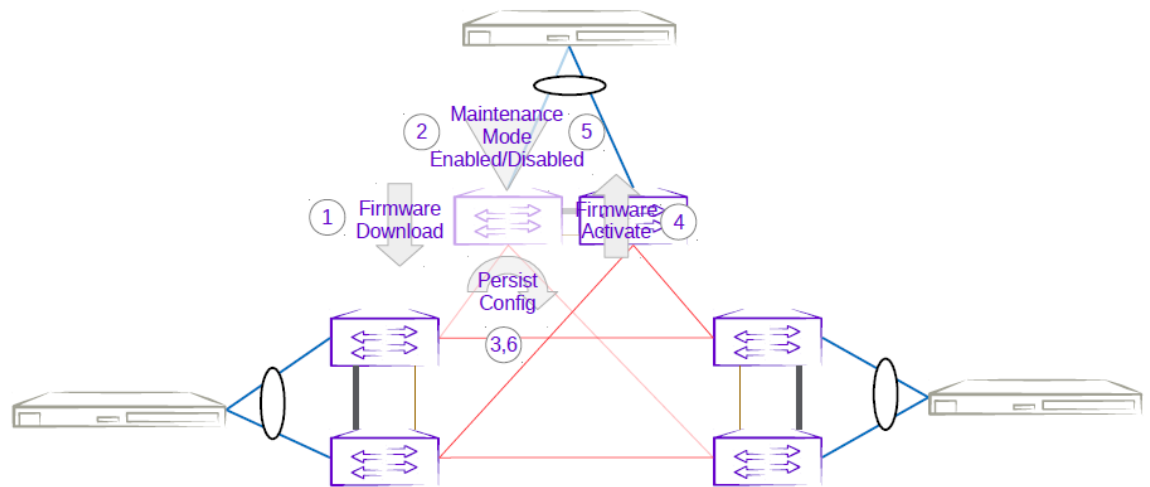 2
Maintenance
Mode
Enabled/Disabled
5
1
Firmware
Download
Firmware
Activate
4
Persist
Config
3,6